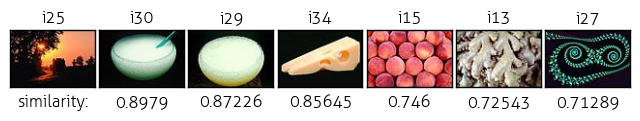 i25 i30 i29 i34 i15 i13 i27
similarity: 0.8979 0.87226 0.85645 0.746 0.72543 0.71289